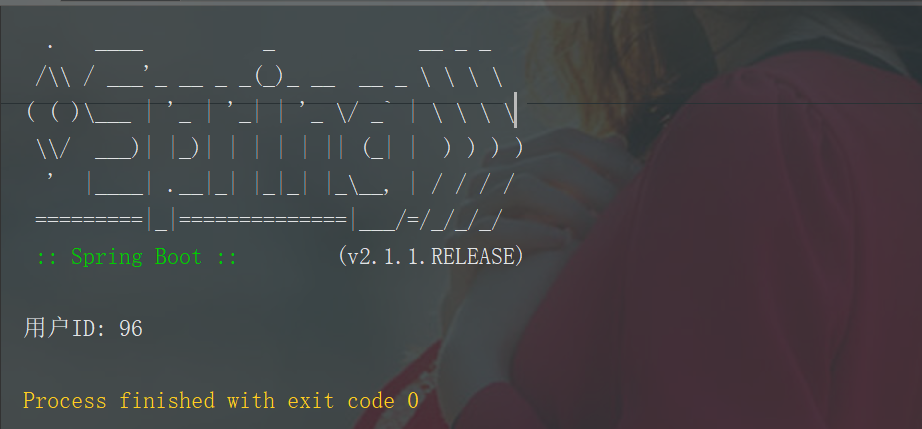 .   ____          _            __ _ _
 /\\ / ___'_ __ _ _(_)_ __  __ _ \ \ \ \
( ( )\___ | '_ | '_| | '_ \/ _` | \ \ \ \
 \\/  ___)| |_)| | | | | || (_| |  ) ) ) )
  '  |____| .__|_| |_|_| |_\__, | / / / /
 =========|_|==============|___/=/_/_/_/
 :: Spring Boot ::        (v2.1.1.RELEASE)
用户ID: 96
Process finished with exit code 0